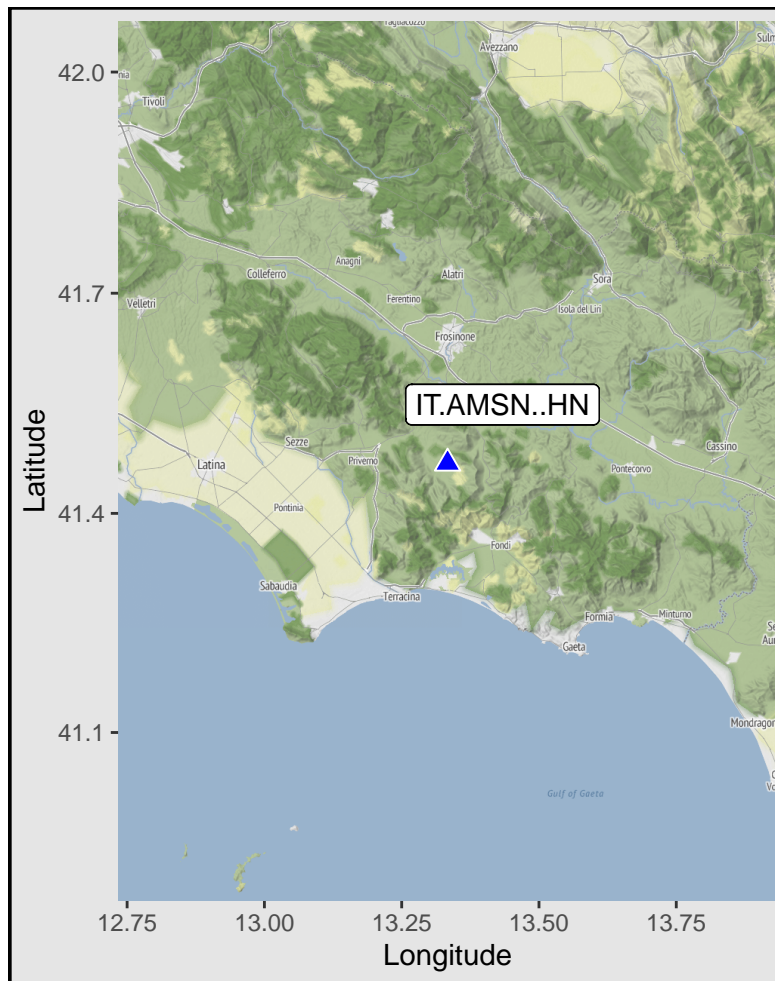 Avezzano
42.0
Tivoli
41.7
Velletri
Colleferro
Anagni
Alatri
Ferentino
Sora
Isola del Liri
Frosinone
IT.AMSN..HN
Sezze
Priverno
Latina
Pontecorvo
Cassino
Latitude
41.4
Pontinia
Fondi
Sabaudia
Terracina
Formia
Minturno
Gaeta
41.1
Mondragon
Gulf of Gaeta
12.75 13.00 13.25 13.50 13.75
Longitude